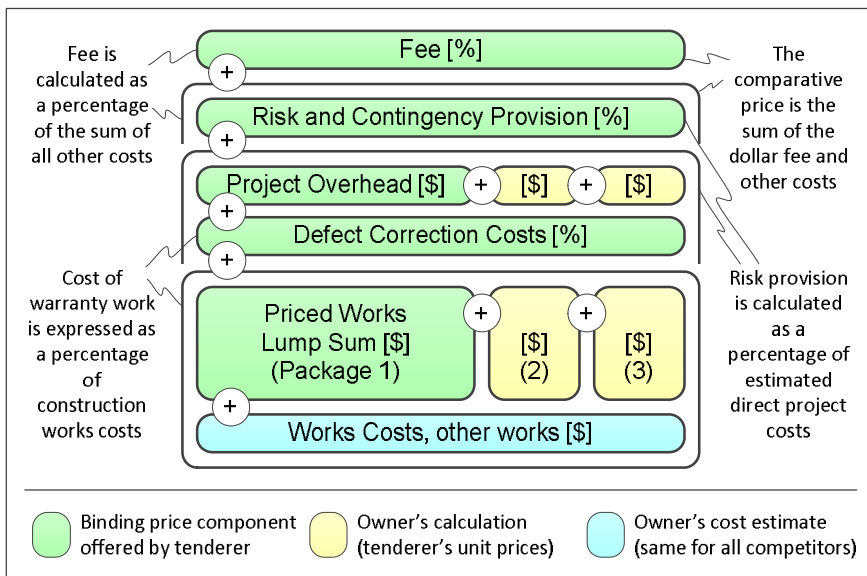 Fee is
calculated as
a percentage
of the sum of
all other costs
Cost of
warranty work
is expressed as
a percentage
of
construction
works costs
Fee [%]
+
Risk and Contingency Provision [%]
+
Project Overhead [$] + [$] + [$]
+
Defect Correction Costs [%]
+
Priced Works
Lump Sum [$]
(Package 1)
+
[$]
(2)
+
[$]
(3)
+
Works Costs, other works [$]
The
comparative
price is the
sum of the
dollar fee and
other costs
Risk provision
is calculated
as a
percentage of
estimated
direct project
costs
Binding price component
offered by tenderer
Owner’s calculation
(tenderer’s unit prices)
Owner’s cost estimate
(same for all competitors)